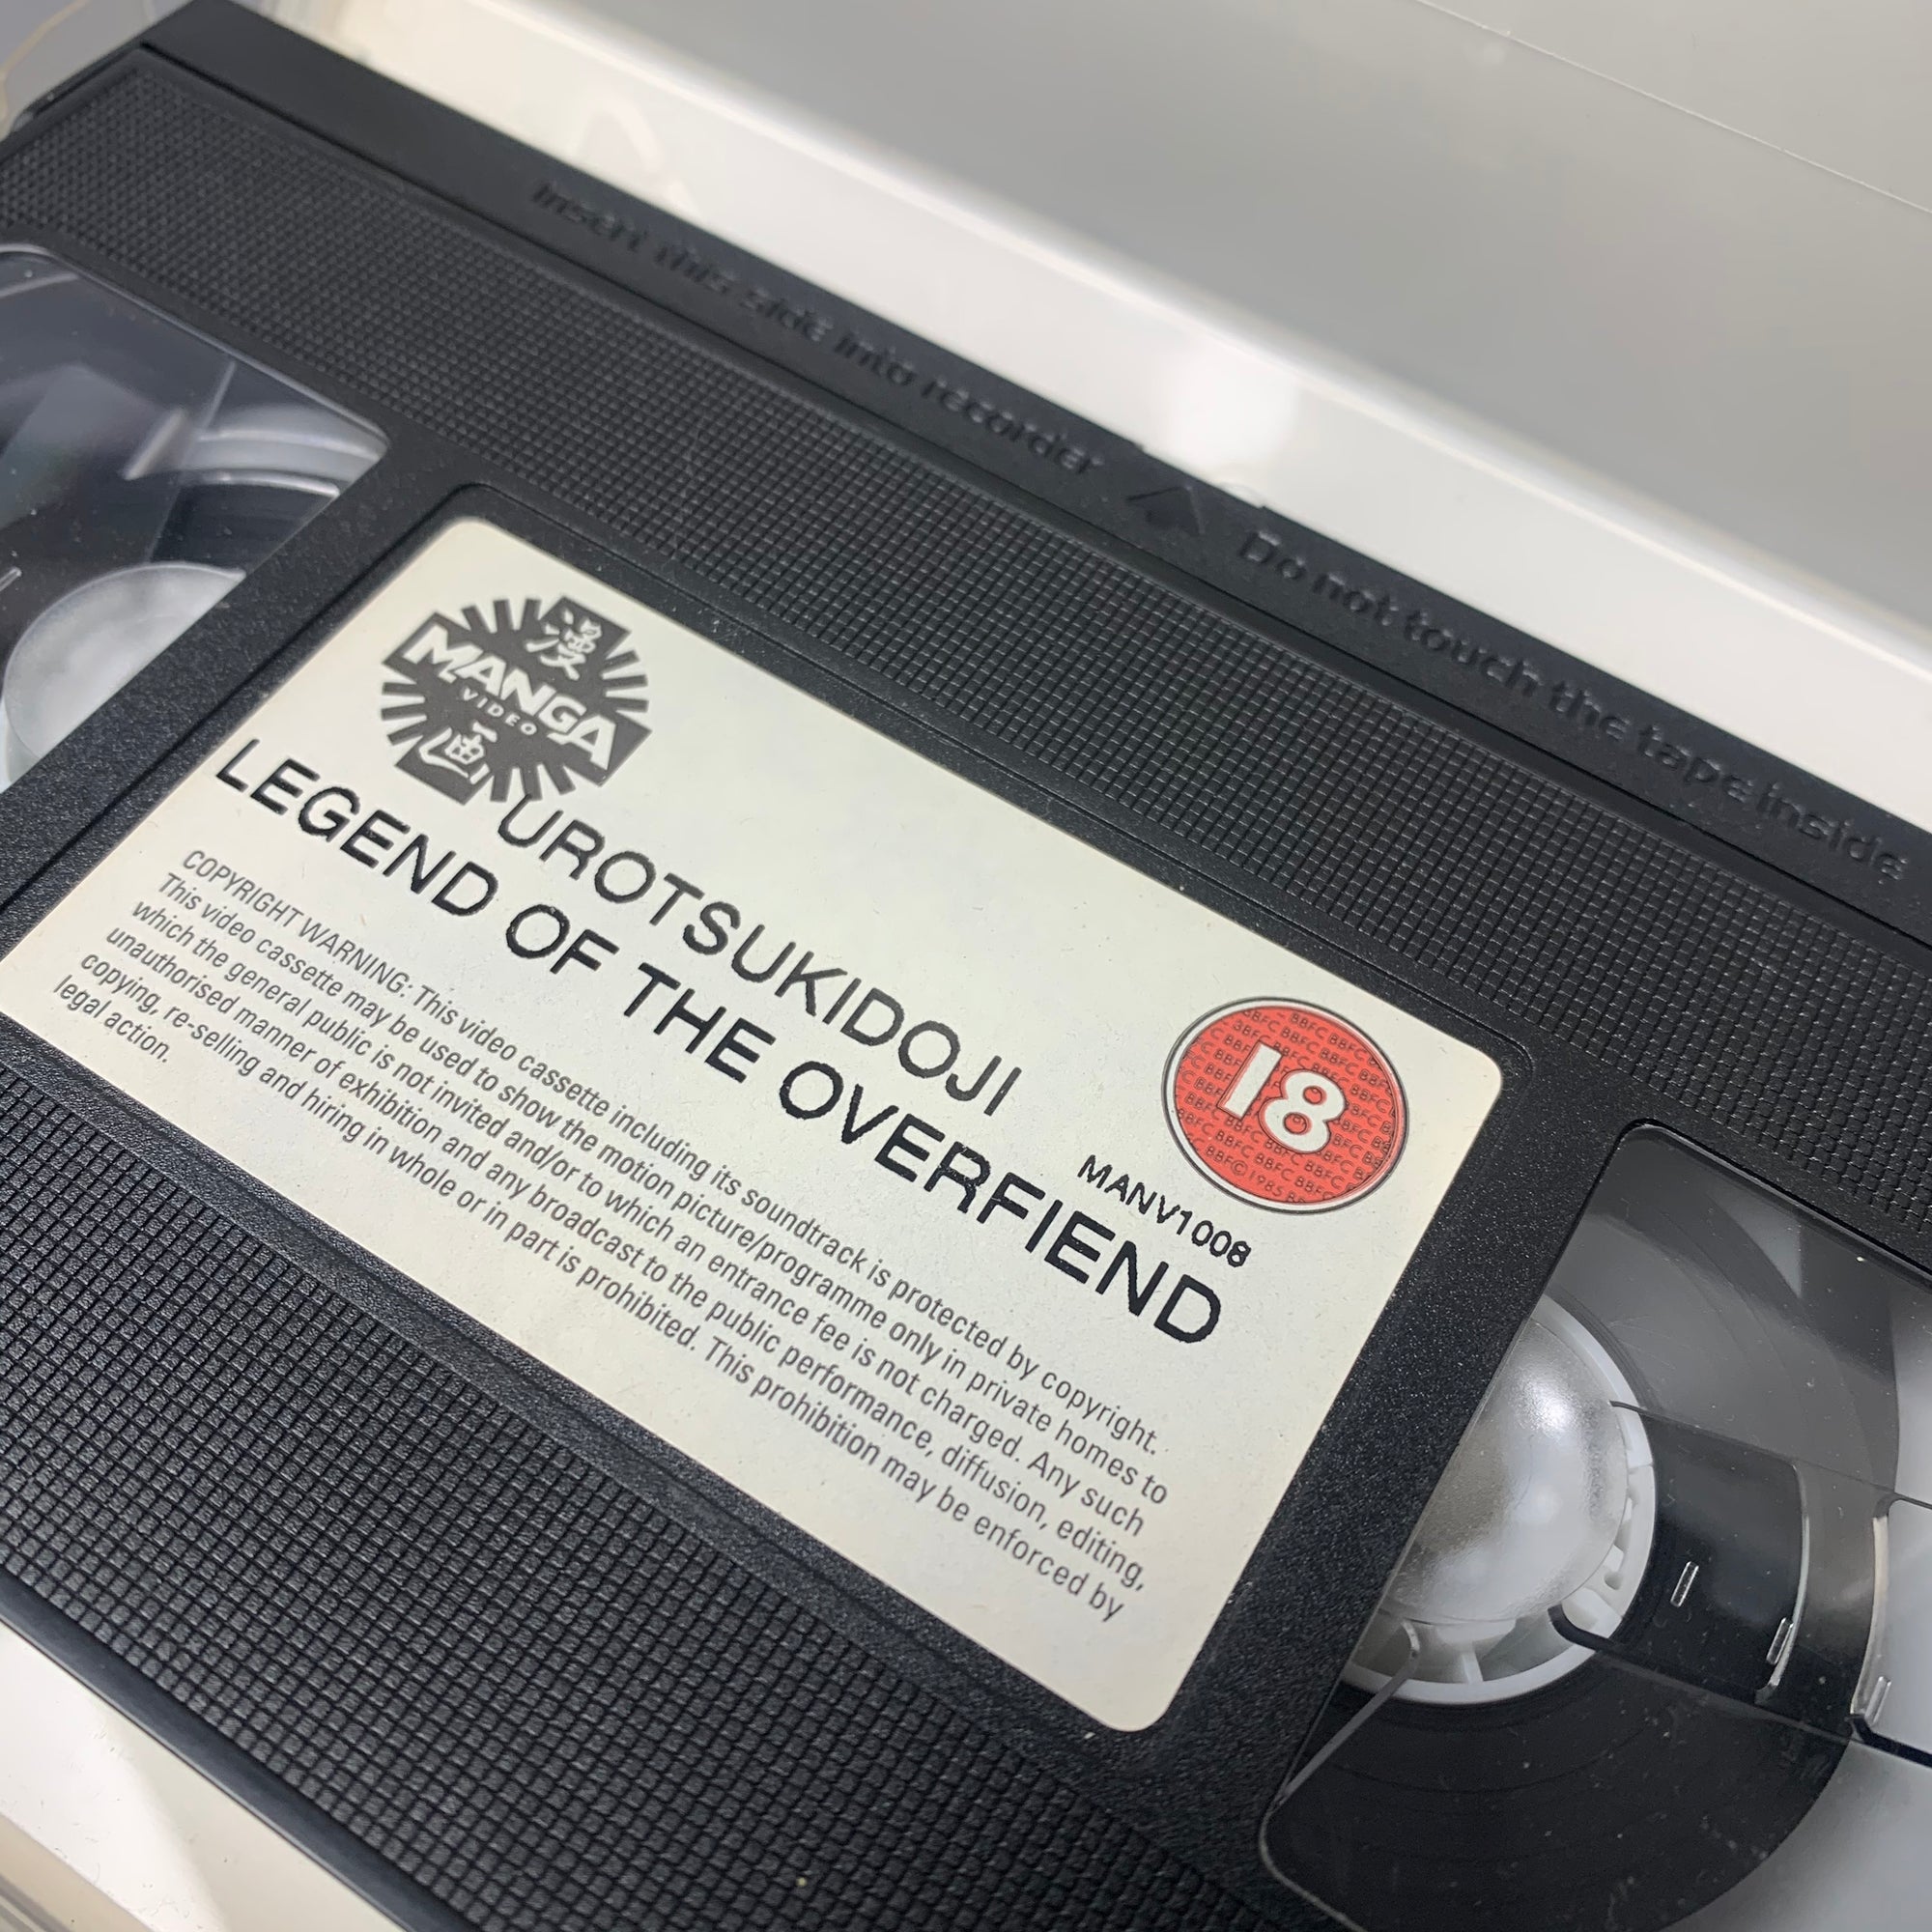 Insert this side into recorder Do not touch the tape inside
漫
MANGA
VIDEO
画
UROTSUKIDOJI
LEGEND OF THE OVERFIEND
18
BBFC © 1985
MANV1008
COPYRIGHT WARNING: This video cassette including its soundtrack is protected by copyright.
This video cassette may be used to show the motion picture/programme only in private homes to
which the general public is not invited and/or to which an entrance fee is not charged. Any such
unauthorised manner of exhibition and any broadcast to the public performance, diffusion, editing,
copying, re-selling and hiring in whole or in part is prohibited. This prohibition may be enforced by
legal action.